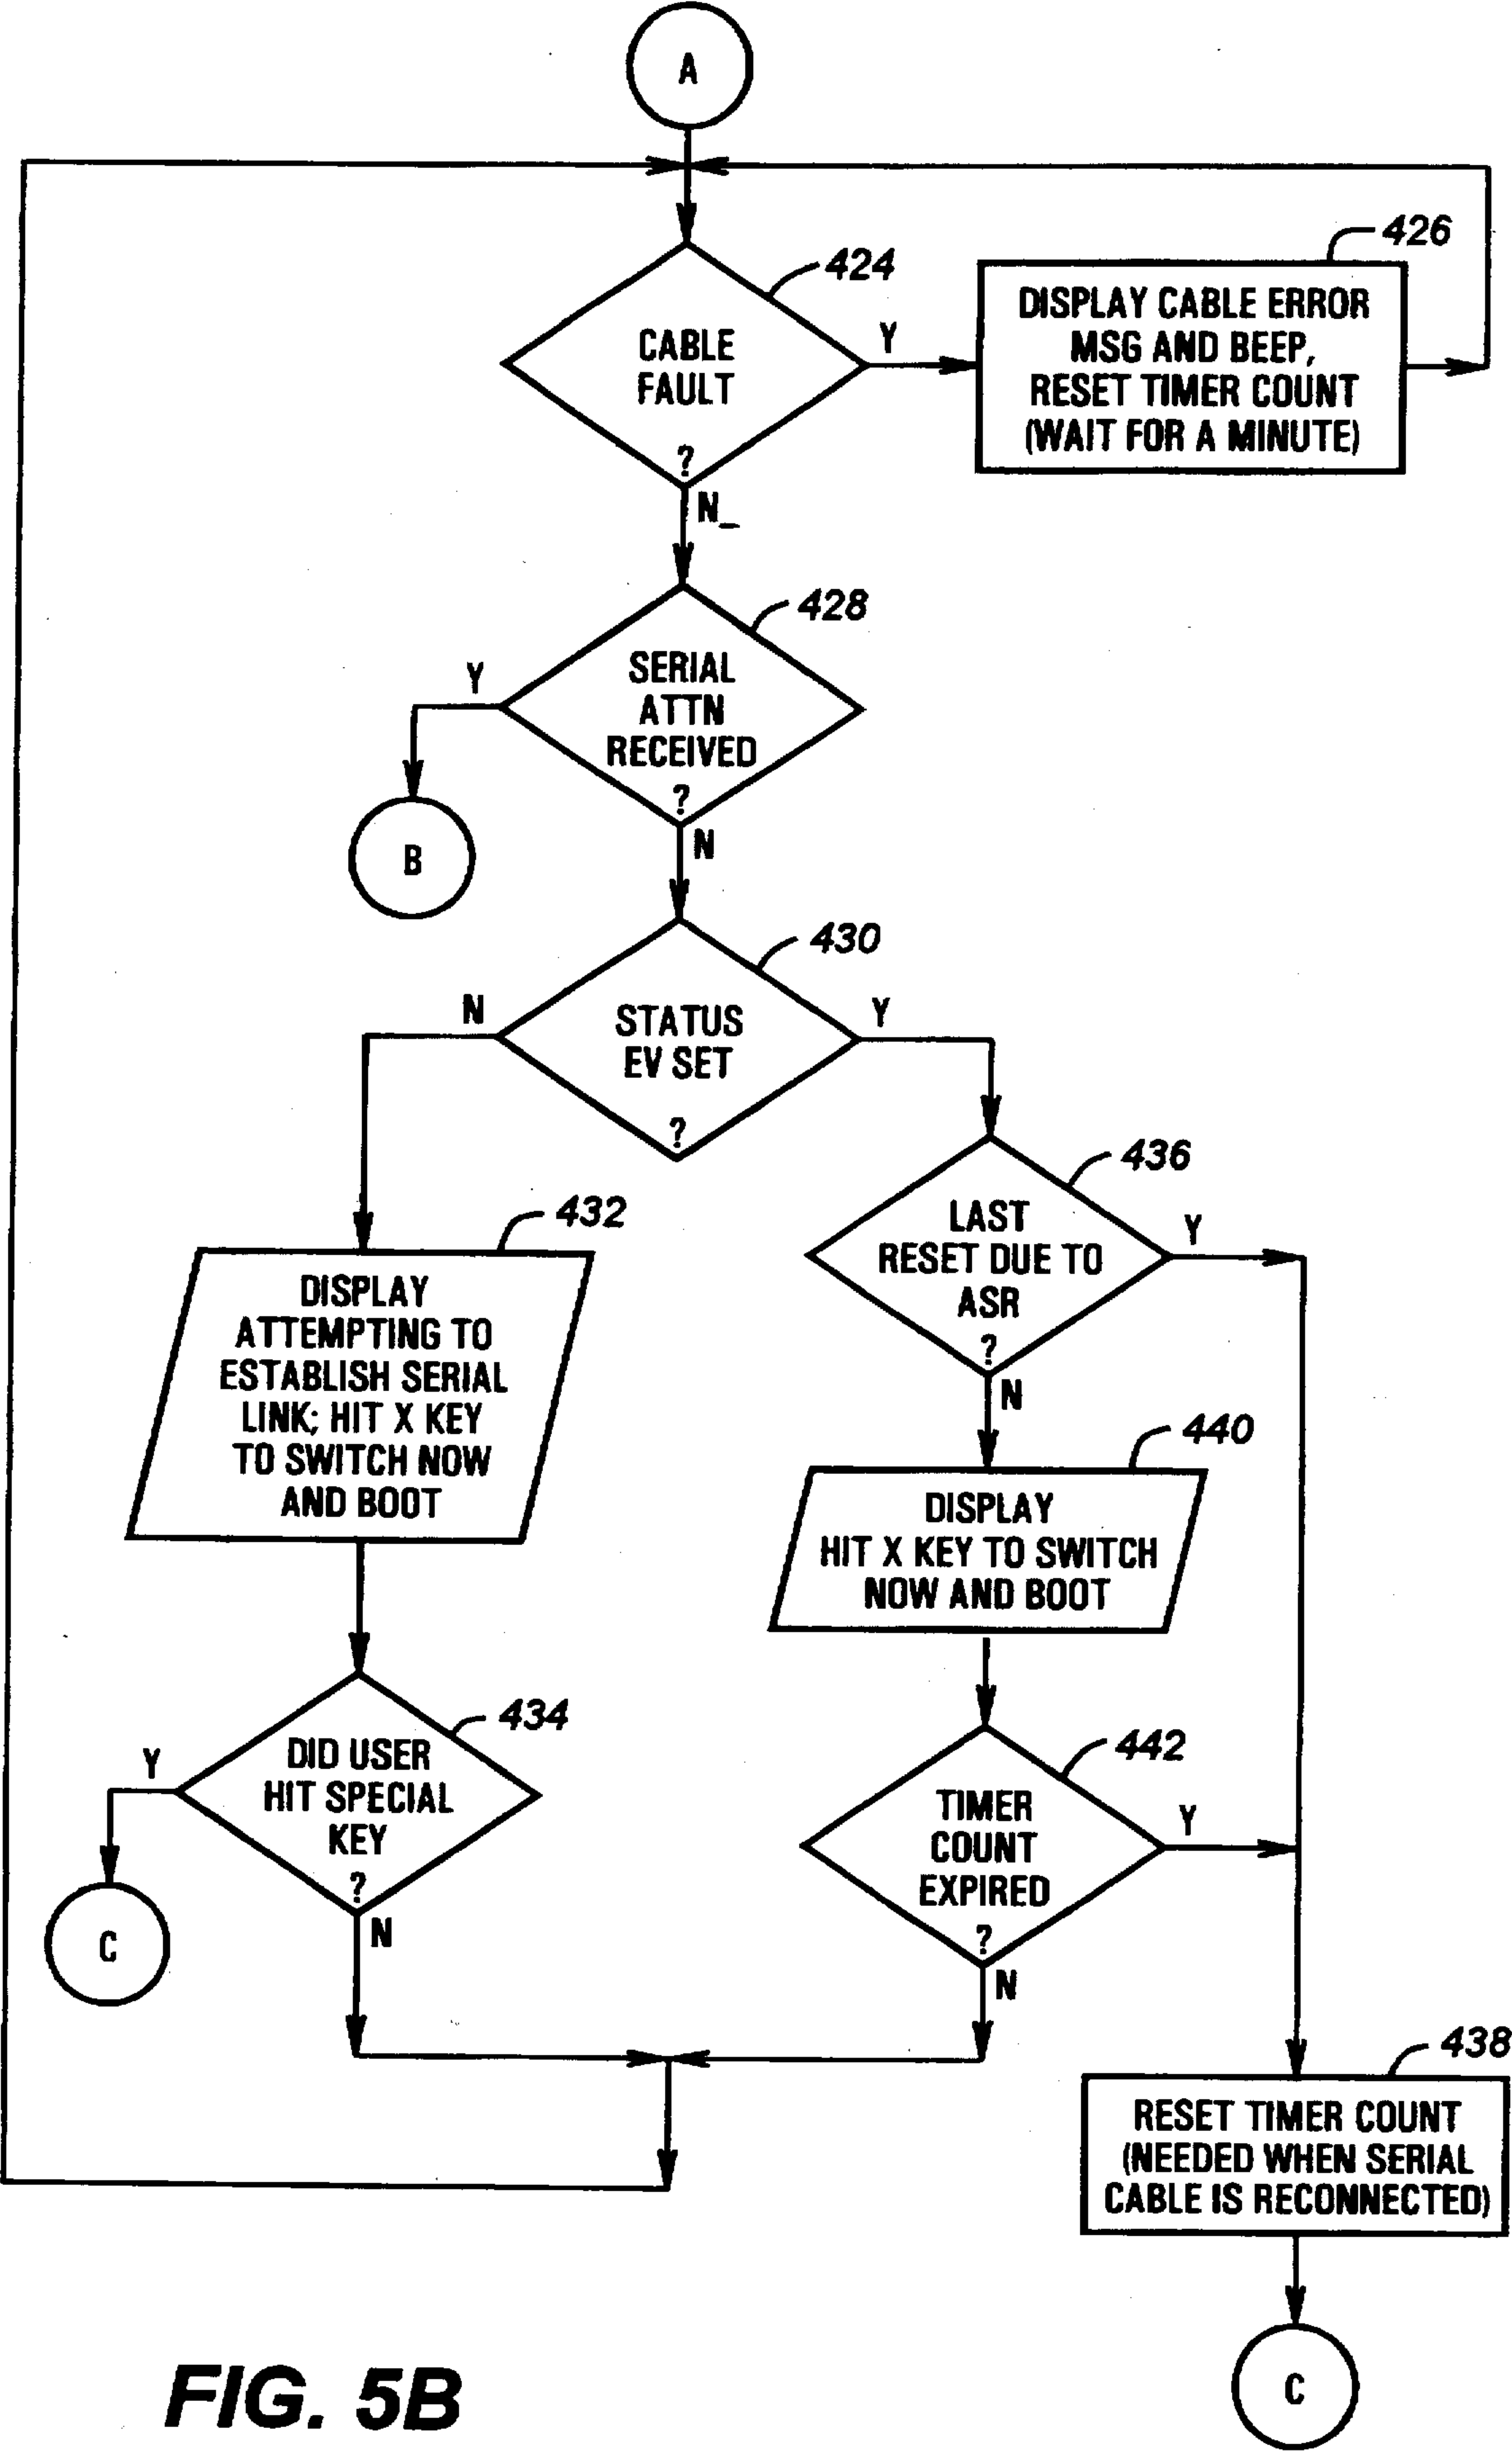 A
424
CABLE
FAULT
?
Y
N_
426
DISPLAY CABLE ERROR
MSG AND BEEP,
RESET TIMER COUNT
(WAIT FOR A MINUTE)
428
SERIAL
ATTN
RECEIVED
?
Y
N
B
430
STATUS
EV SET
?
N
Y
432
DISPLAY
ATTEMPTING TO
ESTABLISH SERIAL
LINK; HIT X KEY
TO SWITCH NOW
AND BOOT
436
LAST
RESET DUE TO
ASR
?
Y
N
440
DISPLAY
HIT X KEY TO SWITCH
NOW AND BOOT
434
DID USER
HIT SPECIAL
KEY
?
Y
N
C
442
TIMER
COUNT
EXPIRED
?
Y
N
438
RESET TIMER COUNT
(NEEDED WHEN SERIAL
CABLE IS RECONNECTED)
C
FIG. 5B